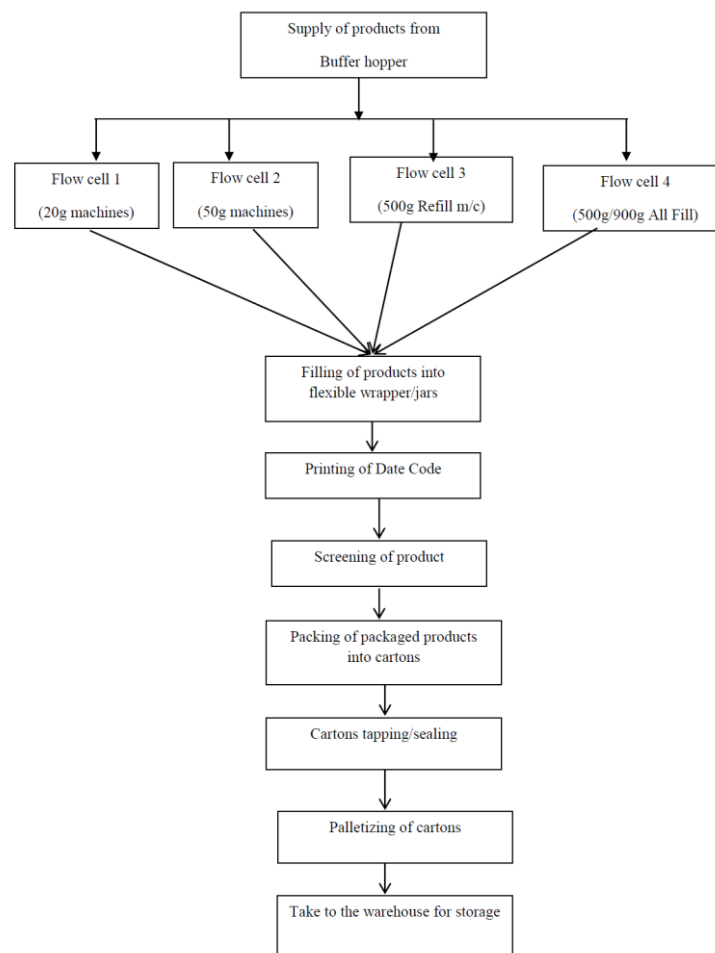 Supply of products from
Buffer hopper
Flow cell 1
(20g machines)
Flow cell 2
(50g machines)
Flow cell 3
(500g Refill m/c)
Flow cell 4
(500g/900g All Fill)
Filling of products into
flexible wrapper/jars
Printing of Date Code
Screening of product
Packing of packaged products
into cartons
Cartons tapping/sealing
Palletizing of cartons
Take to the warehouse for storage